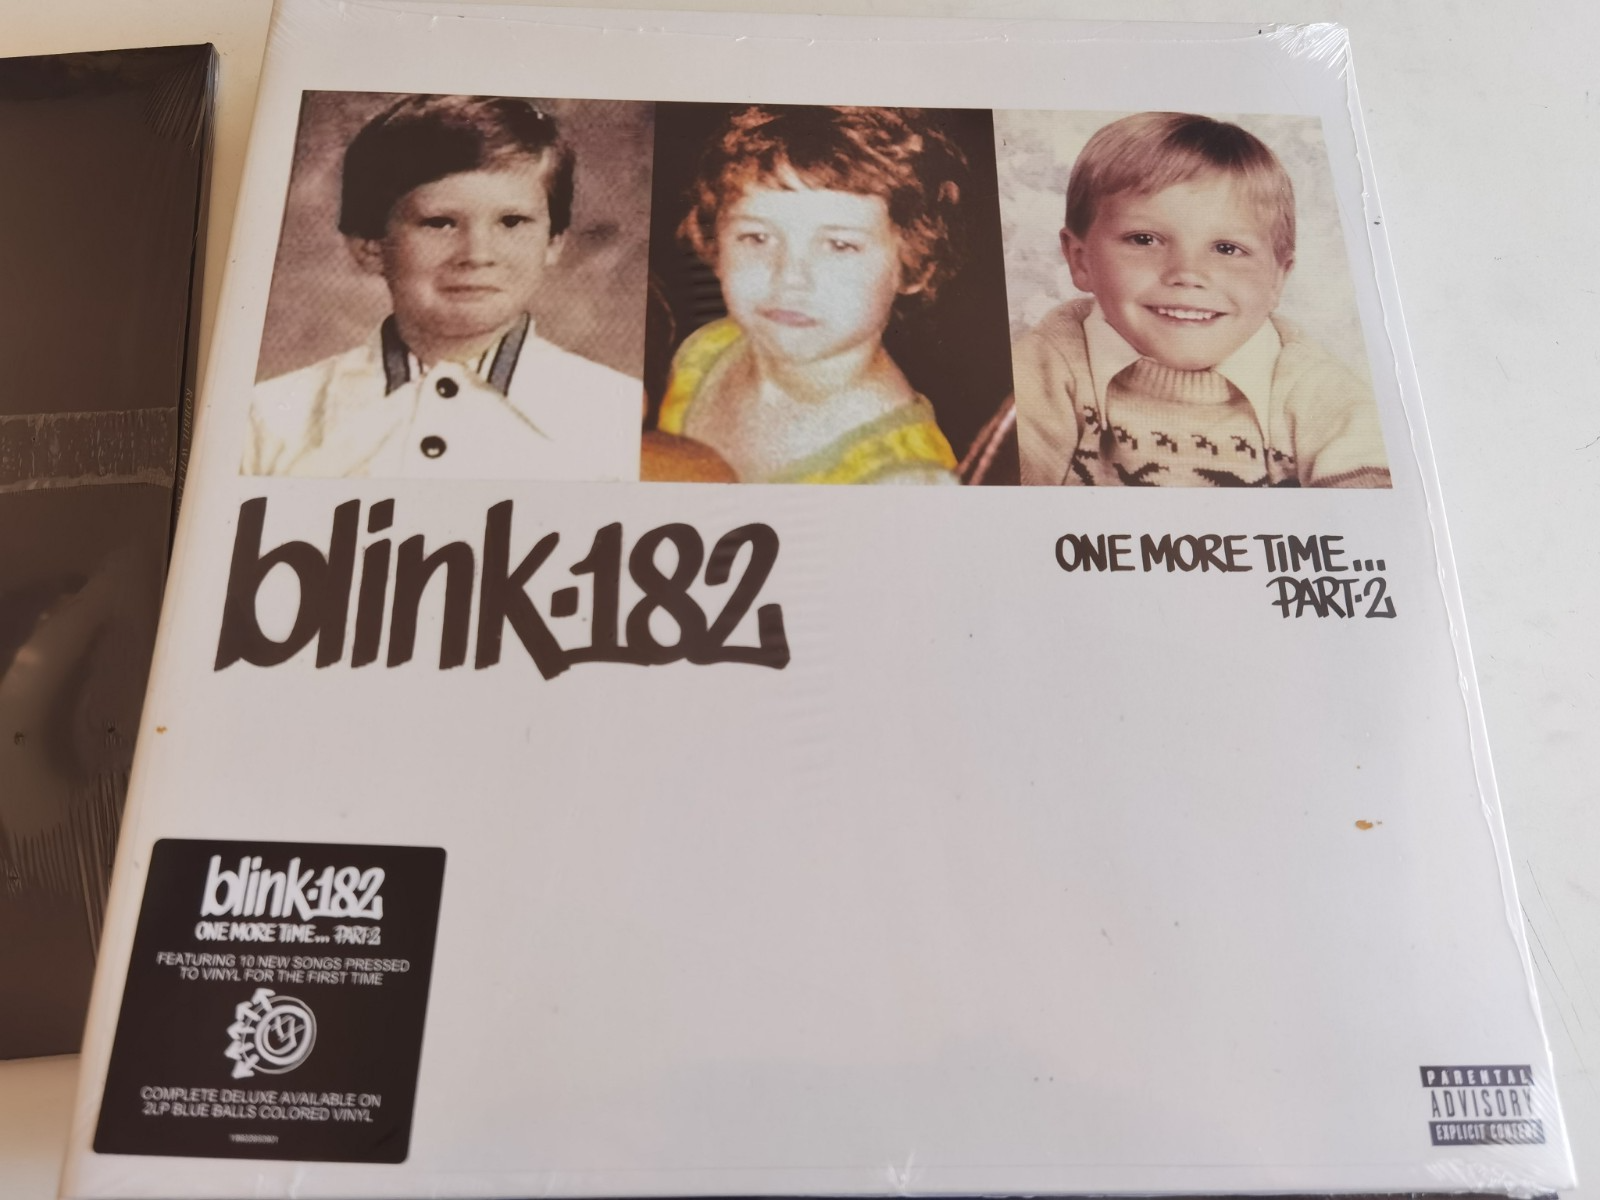 blink-182
ONE MORE TIME...
PART·2
blink-182
ONE MORE TIME... PART·2
FEATURING 10 NEW SONGS PRESSED
TO VINYL FOR THE FIRST TIME
COMPLETE DELUXE AVAILABLE ON
2LP BLUE BALLS COLORED VINYL
PARENTAL
ADVISORY
EXPLICIT CONTENT